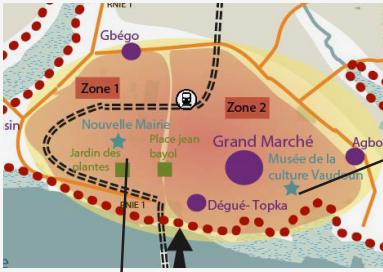 RNIE 1
Gbégo
Zone 1
Zone 2
sin
Nouvelle Mairie
Jardin des
plantes
Place jean
bayol
Grand Marché
Musée de la
culture Vaudoun
Agbo
RNIE 1
Dégué- Topka
e